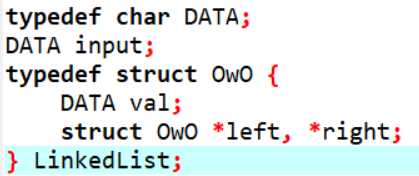 typedef char DATA;
DATA input;
typedef struct OwO {
    DATA val;
    struct OwO *left, *right;
} LinkedList;